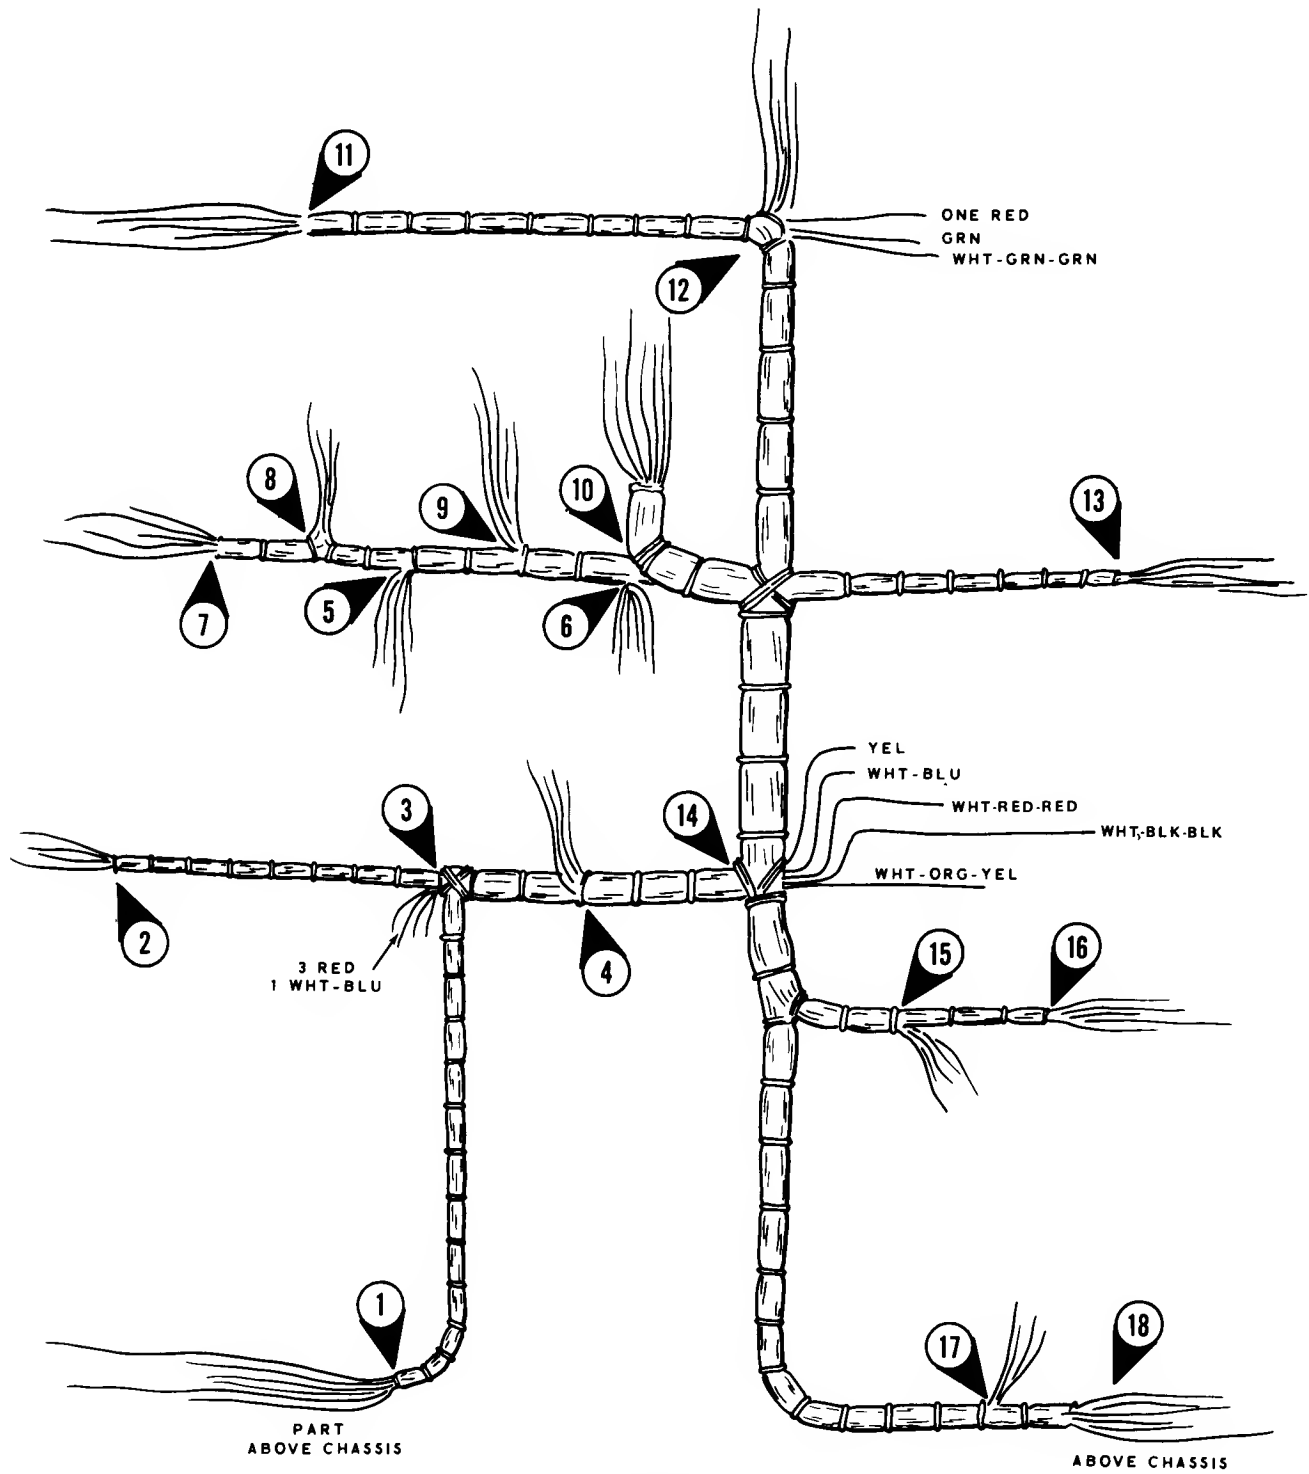 11
ONE RED
GRN
WHT-GRN-GRN
12
8
9
10
13
5
6
7
YEL
WHT-BLU
WHT-RED-RED
WHT-BLK-BLK
WHT-ORG-YEL
3
14
2
3 RED
1 WHT-BLU
4
15
16
1
17
18
PART
ABOVE CHASSIS
ABOVE CHASSIS